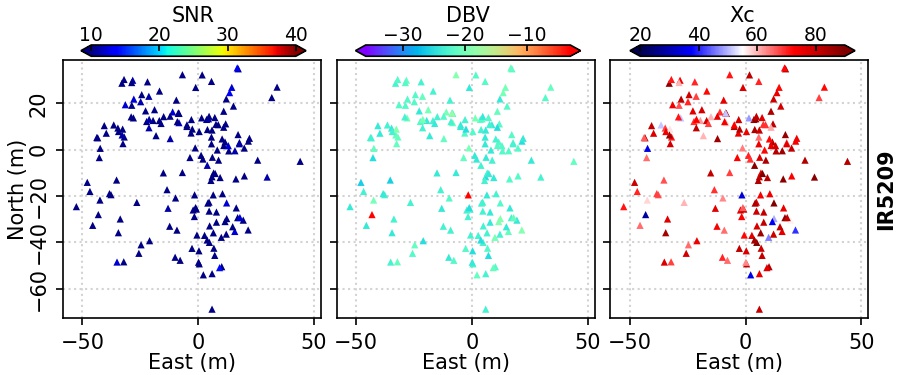 SNR DBV Xc
10 20 30 40 −30 −20 −10 20 40 60 80
20
0
−20
−40
−60
North (m)
−50 0 50 −50 0 50 −50 0 50
East (m) East (m) East (m)
IR5209